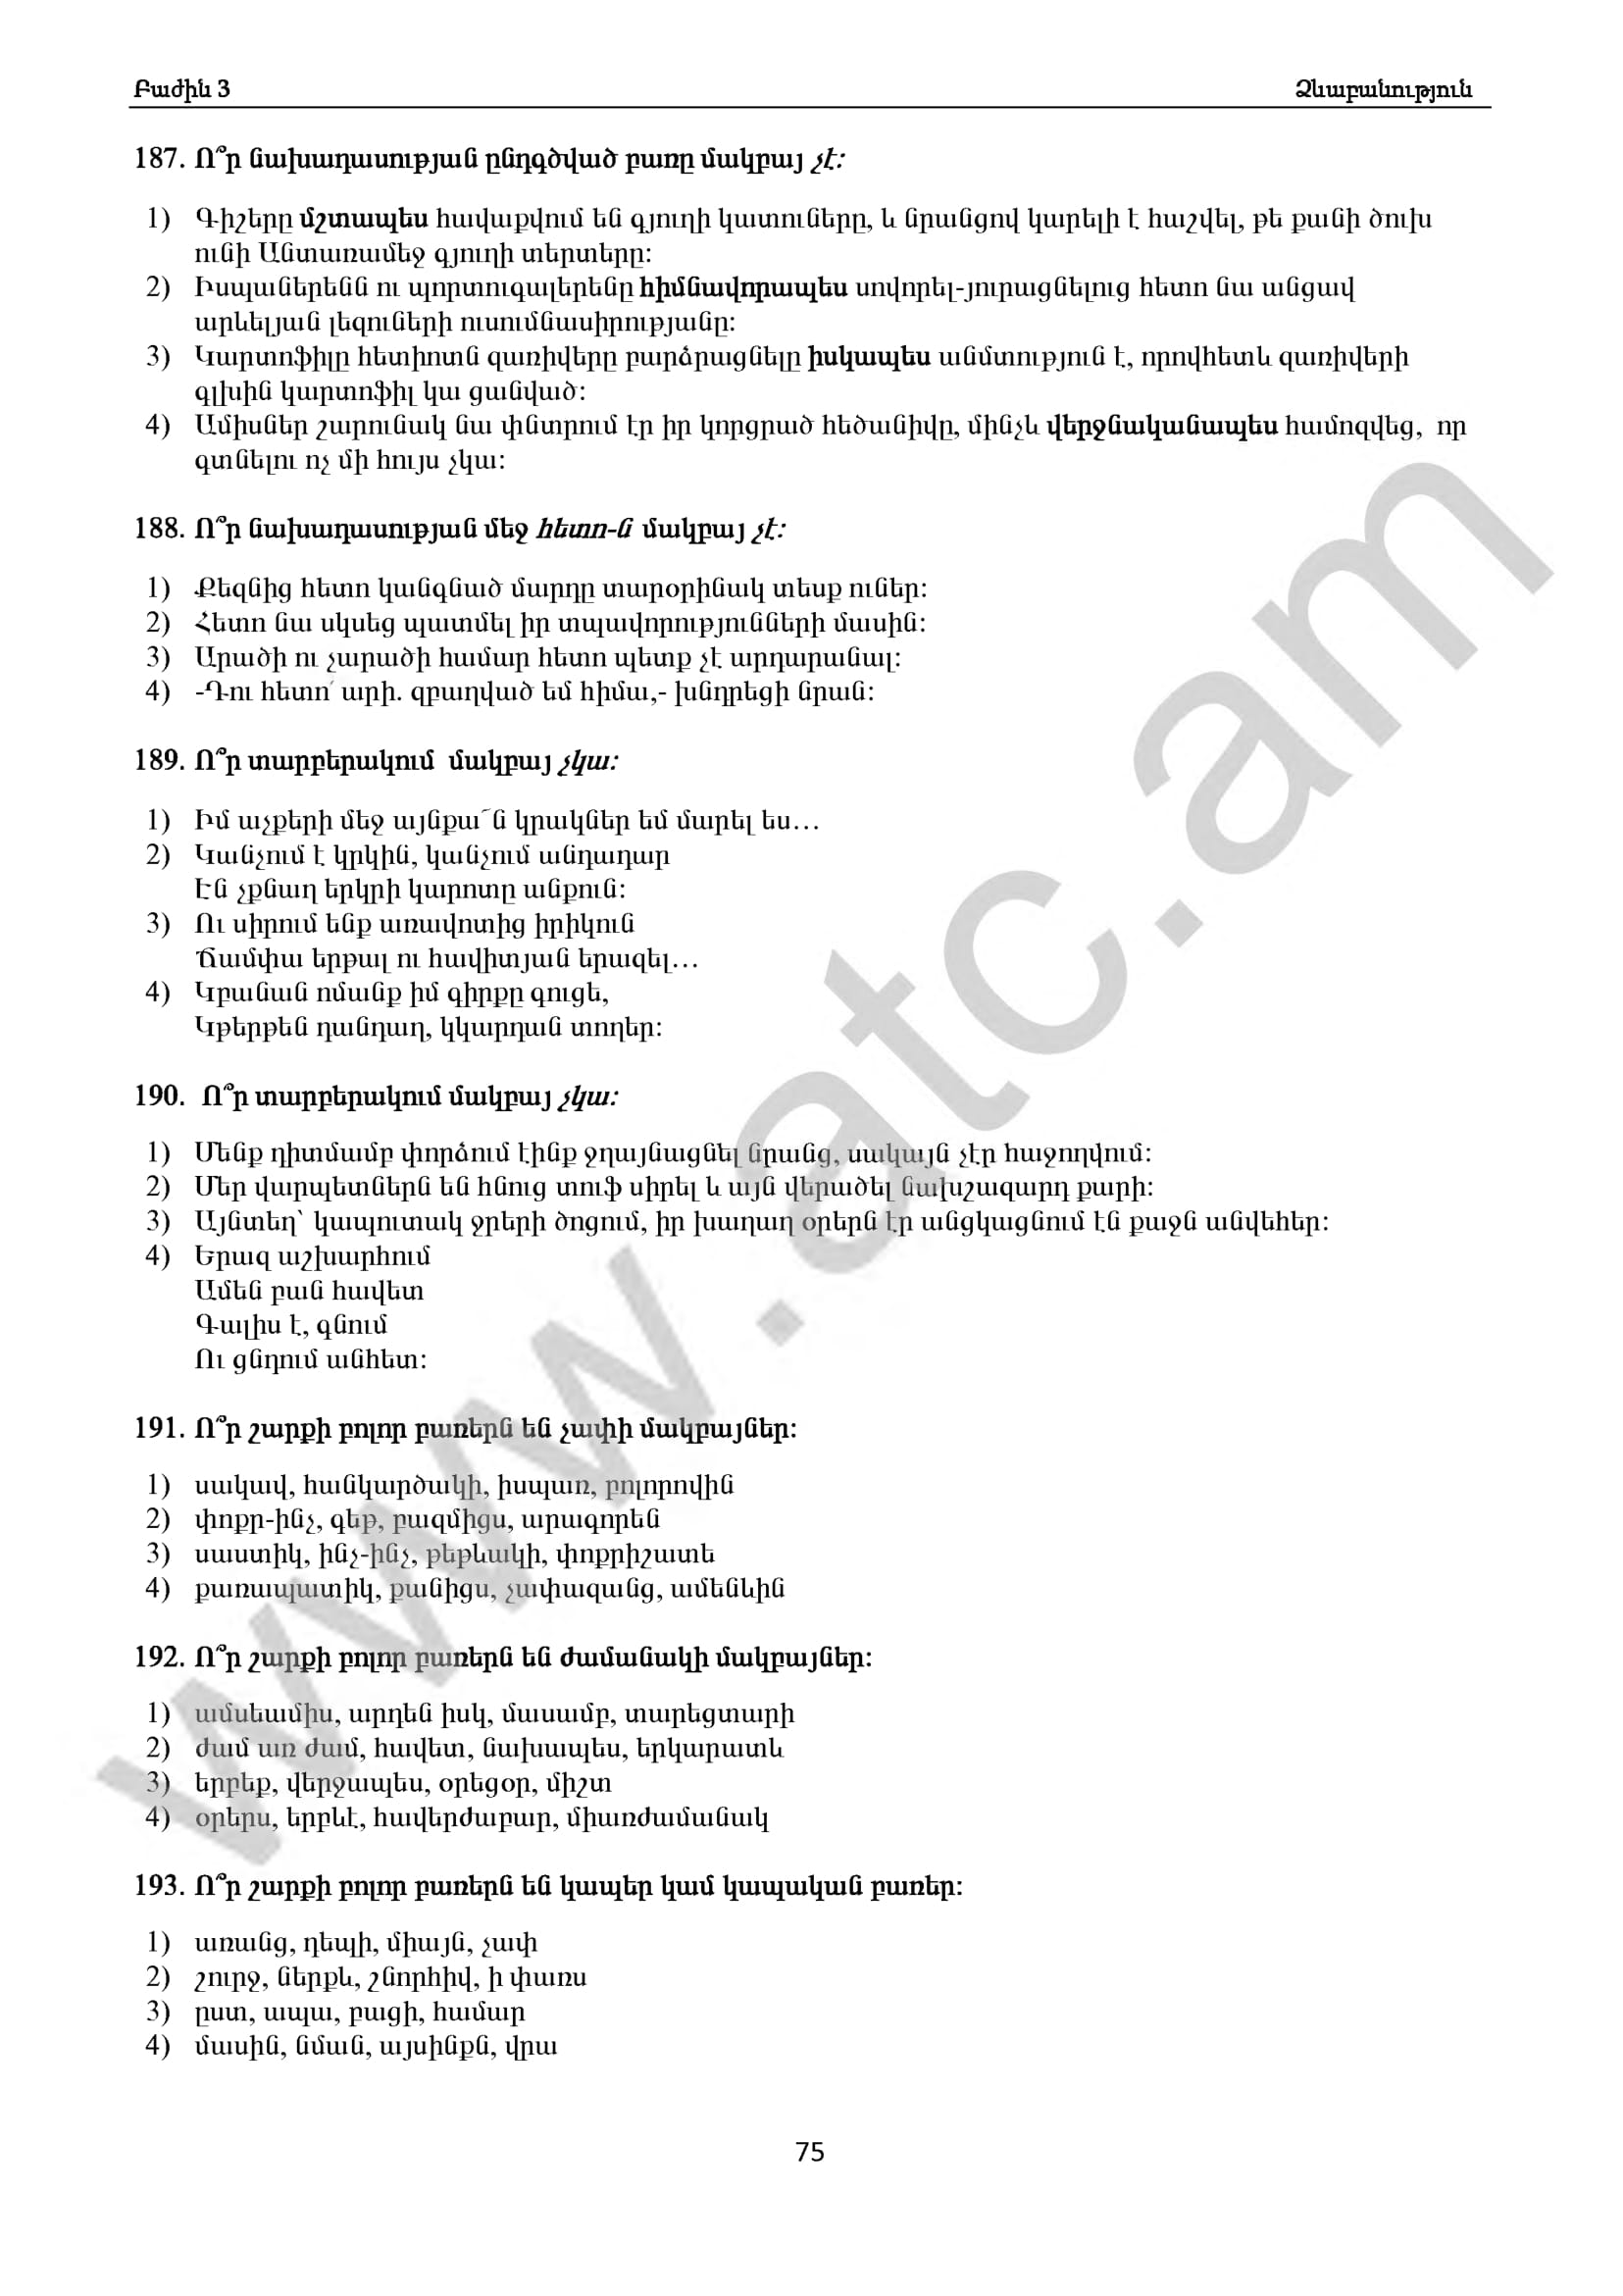 Բաժին 3 Ձևաբանություն
187. Ո՞ր նախադասության ընդգծված բառը մակբայ չէ:
1) Գիշերը մշտապես հավաքվում են գյուղի կատուները, և նրանցով կարելի է հաշվել, թե քանի ծուխ
ունի Անտառամեջ գյուղի տերտերը:
2) Իսպաներենն ու պորտուգալերենը հիմնավորապես սովորել-յուրացնելուց հետո նա անցավ
արևելյան լեզուների ուսումնասիրությանը:
3) Կարտոֆիլը հետիոտն զառիվերը բարձրացնելը իսկապես անմտություն է, որովհետև զառիվերի
գլխին կարտոֆիլ կա ցանված:
4) Ամիսներ շարունակ նա փնտրում էր իր կորցրած հեծանիվը, մինչև վերջնականապես համոզվեց, որ
գտնելու ոչ մի հույս չկա:
188. Ո՞ր նախադասության մեջ հետո-ն մակբայ չէ:
1) Քեզնից հետո կանգնած մարդը տարօրինակ տեսք ուներ:
2) Հետո նա սկսեց պատմել իր տպավորությունների մասին:
3) Արածի ու չարածի համար հետո պետք չէ արդարանալ:
4) -Դու հետո՛ արի. զբաղված եմ հիմա,- խնդրեցի նրան:
189. Ո՞ր տարբերակում մակբայ չկա:
1) Իմ աչքերի մեջ այնքա՜ն կրակներ եմ մարել ես…
2) Կանչում է կրկին, կանչում անդադար
Էն չքնաղ երկրի կարոտը անքուն:
3) Ու սիրում ենք առավոտից իրիկուն
Ճամփա երթալ ու հավիտյան երազել…
4) Կբանան ոմանք իմ գիրքը գուցե,
Կթերթեն դանդաղ, կկարդան տողեր:
190. Ո՞ր տարբերակում մակբայ չկա:
1) Մենք դիտմամբ փորձում էինք ջղայնացնել նրանց, սակայն չէր հաջողվում:
2) Մեր վարպետներն են հնուց տուֆ սիրել և այն վերածել նախշազարդ քարի:
3) Այնտեղ՝ կապուտակ ջրերի ծոցում, իր խաղաղ օրերն էր անցկացնում էն քաջն անվեհեր:
4) Երազ աշխարհում
Ամեն բան հավետ
Գալիս է, գնում
Ու ցնդում անհետ:
191. Ո՞ր շարքի բոլոր բառերն են չափի մակբայներ:
1) սակավ, հանկարծակի, իսպառ, բոլորովին
2) փոքր-ինչ, գեթ, բազմիցս, արագորեն
3) սաստիկ, ինչ-ինչ, թեթևակի, փոքրիշատե
4) քառապատիկ, քանիցս, չափազանց, ամենևին
192. Ո՞ր շարքի բոլոր բառերն են ժամանակի մակբայներ:
1) ամսեամիս, արդեն իսկ, մասամբ, տարեցտարի
2) ժամ առ ժամ, հավետ, նախապես, երկարատև
3) երբեք, վերջապես, օրեցօր, միշտ
4) օրերս, երբևէ, հավերժաբար, միառժամանակ
193. Ո՞ր շարքի բոլոր բառերն են կապեր կամ կապական բառեր:
1) առանց, դեպի, միայն, չափ
2) շուրջ, ներքև, շնորհիվ, ի փառս
3) ըստ, ապա, բացի, համար
4) մասին, նման, այսինքն, վրա
75
www.atc.am